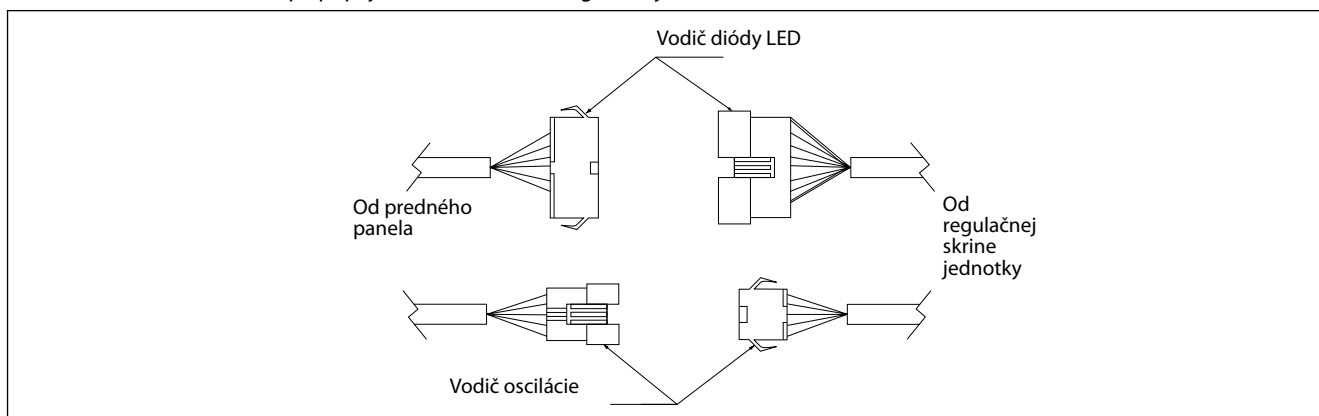 Vodič diódy LED
Od predného
panela
Od
regulačnej
skrine
jednotky
Vodič oscilácie